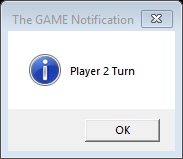 The GAME Notification
Player 2 Turn
OK